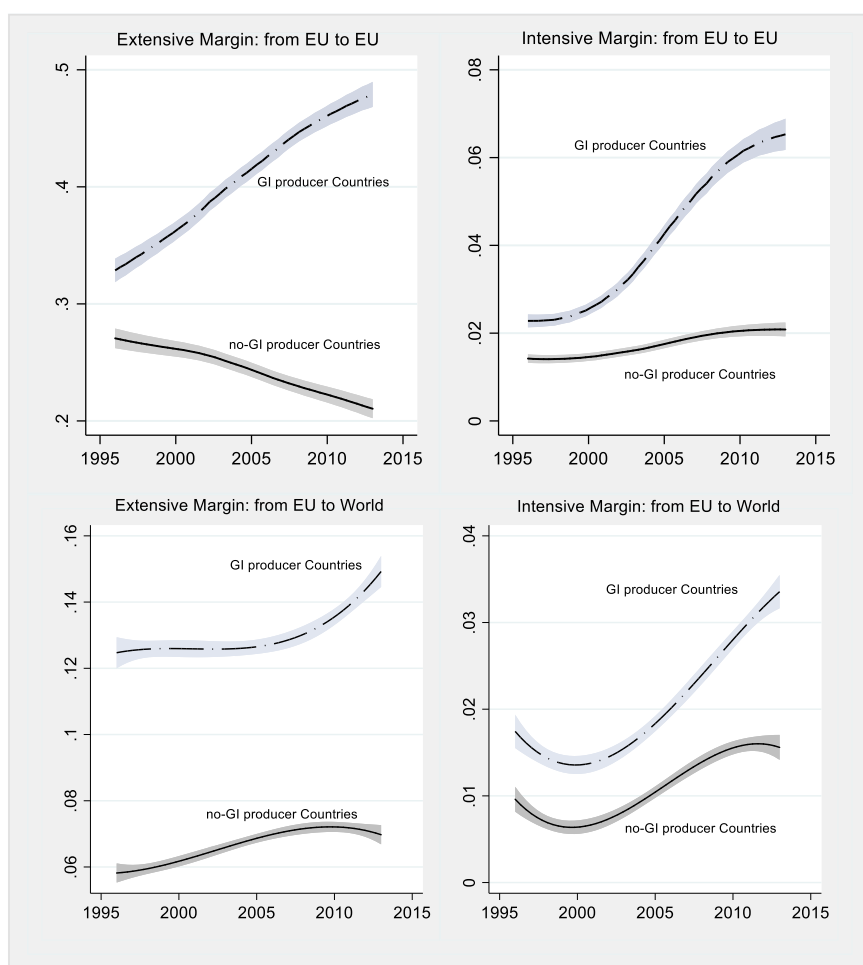 Extensive Margin: from EU to EU
.5
.4
.3
.2
GI producer Countries
no-GI producer Countries
1995 2000 2005 2010 2015
Intensive Margin: from EU to EU
.08
.06
.04
.02
0
GI producer Countries
no-GI producer Countries
1995 2000 2005 2010 2015
Extensive Margin: from EU to World
.16
.14
.12
.1
.08
.06
GI producer Countries
no-GI producer Countries
1995 2000 2005 2010 2015
Intensive Margin: from EU to World
.04
.03
.02
.01
0
GI producer Countries
no-GI producer Countries
1995 2000 2005 2010 2015